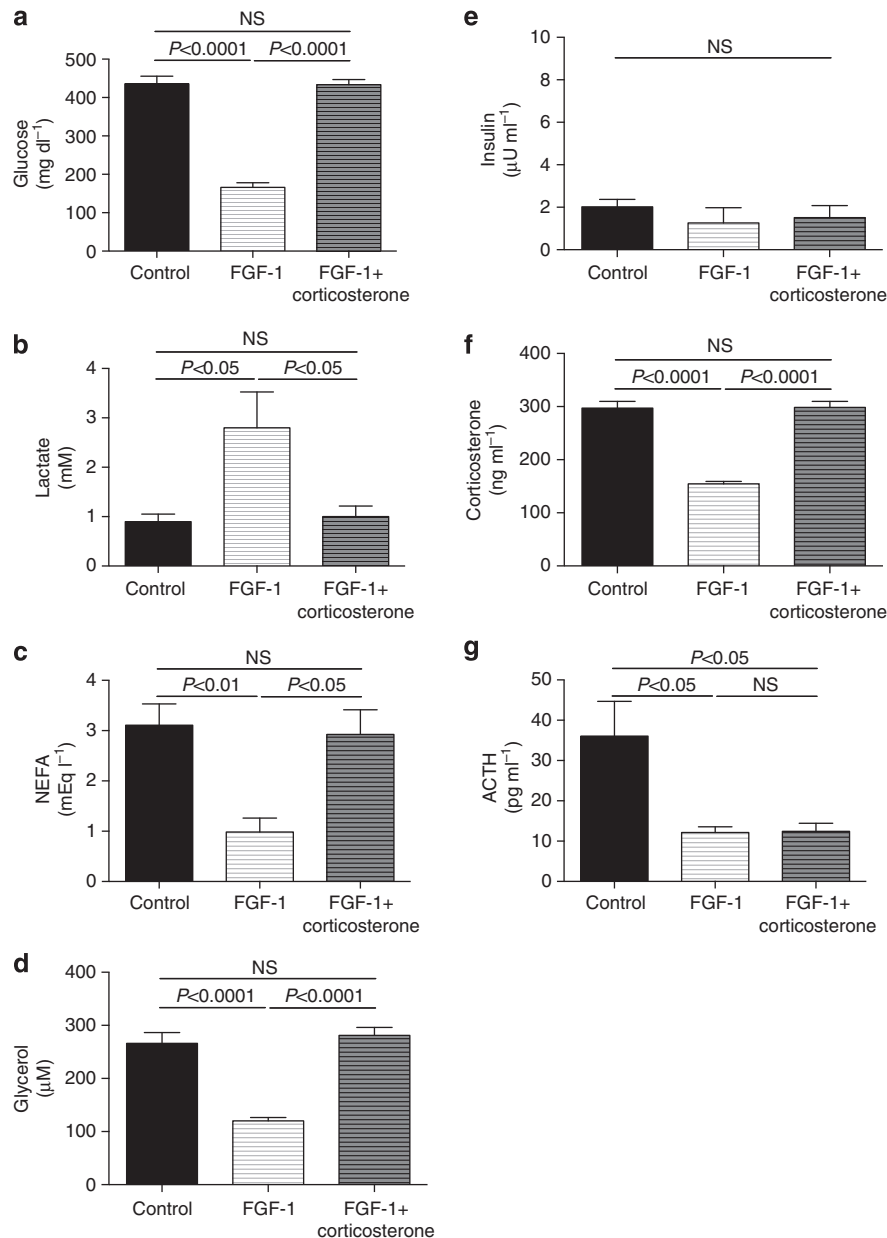 a
NS
P<0.0001 P<0.0001
Glucose
(mg dl⁻¹)
500
400
300
200
100
0
Control
FGF-1
FGF-1+
corticosterone
b
NS
P<0.05 P<0.05
Lactate
(mM)
4
3
2
1
0
Control
FGF-1
FGF-1+
corticosterone
c
NS
P<0.01 P<0.05
NEFA
(mEq l⁻¹)
4
3
2
1
0
Control
FGF-1
FGF-1+
corticosterone
d
NS
P<0.0001 P<0.0001
Glycerol
(μM)
400
300
200
100
0
Control
FGF-1
FGF-1+
corticosterone
e
NS
Insulin
(μU ml⁻¹)
10
8
6
4
2
0
Control
FGF-1
FGF-1+
corticosterone
f
NS
P<0.0001 P<0.0001
Corticosterone
(ng ml⁻¹)
400
300
200
100
0
Control
FGF-1
FGF-1+
corticosterone
g
P<0.05
P<0.05 NS
ACTH
(pg ml⁻¹)
50
40
30
20
10
0
Control
FGF-1
FGF-1+
corticosterone